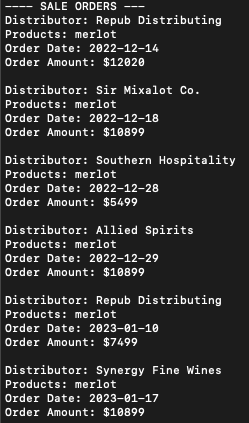 ---- SALE ORDERS ---
Distributor: Repub Distributing
Products: merlot
Order Date: 2022-12-14
Order Amount: $12020

Distributor: Sir Mixalot Co.
Products: merlot
Order Date: 2022-12-18
Order Amount: $10899

Distributor: Southern Hospitality
Products: merlot
Order Date: 2022-12-28
Order Amount: $5499

Distributor: Allied Spirits
Products: merlot
Order Date: 2022-12-29
Order Amount: $10899

Distributor: Repub Distributing
Products: merlot
Order Date: 2023-01-10
Order Amount: $7499

Distributor: Synergy Fine Wines
Products: merlot
Order Date: 2023-01-17
Order Amount: $10899